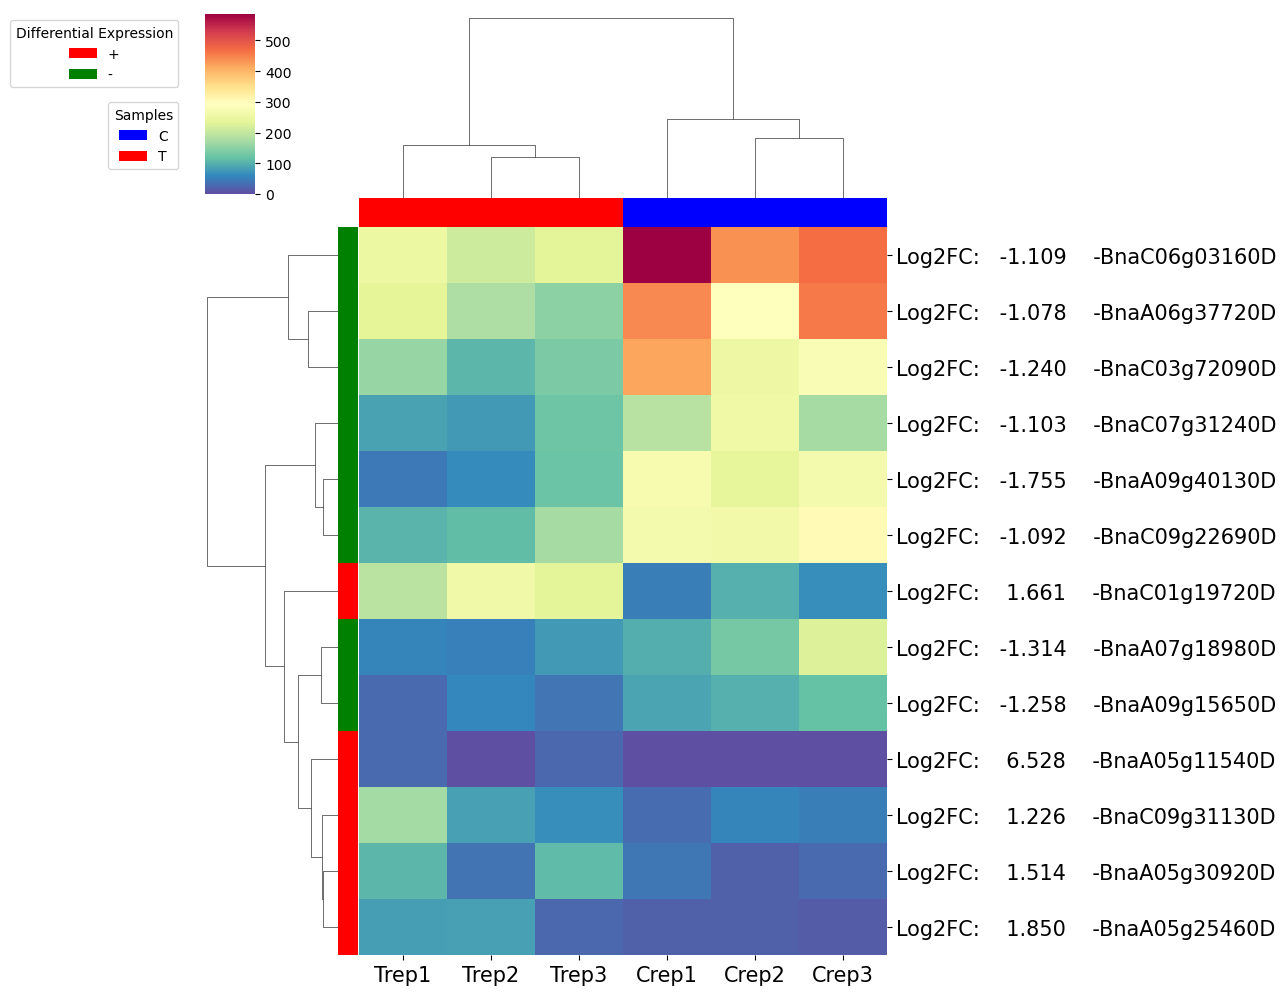 Differential Expression
+
-
Samples
C
T
500
400
300
200
100
0
Log2FC: -1.109 -BnaC06g03160D
Log2FC: -1.078 -BnaA06g37720D
Log2FC: -1.240 -BnaC03g72090D
Log2FC: -1.103 -BnaC07g31240D
Log2FC: -1.755 -BnaA09g40130D
Log2FC: -1.092 -BnaC09g22690D
Log2FC: 1.661 -BnaC01g19720D
Log2FC: -1.314 -BnaA07g18980D
Log2FC: -1.258 -BnaA09g15650D
Log2FC: 6.528 -BnaA05g11540D
Log2FC: 1.226 -BnaC09g31130D
Log2FC: 1.514 -BnaA05g30920D
Log2FC: 1.850 -BnaA05g25460D
Trep1 Trep2 Trep3 Crep1 Crep2 Crep3